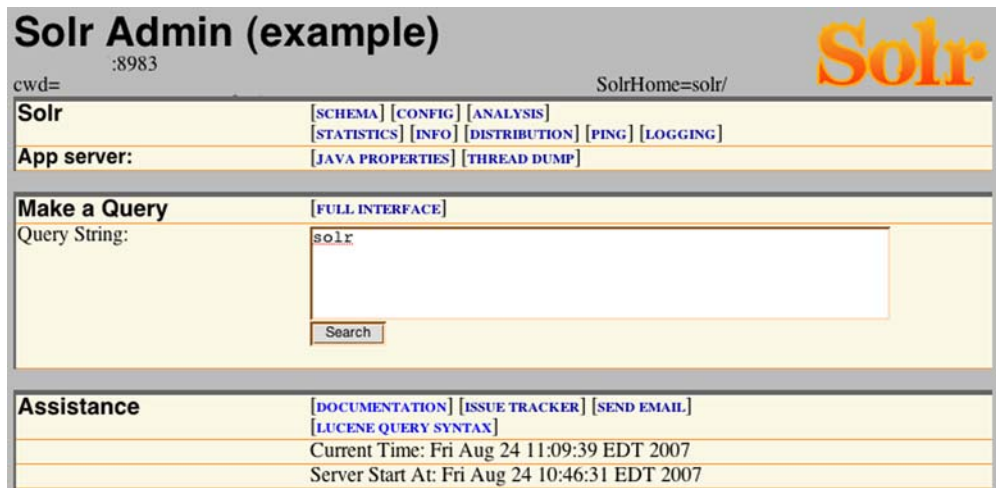 Solr Admin (example)
Solr
:8983
cwd= SolrHome=solr/
Solr [SCHEMA] [CONFIG] [ANALYSIS]
[STATISTICS] [INFO] [DISTRIBUTION] [PING] [LOGGING]
App server: [JAVA PROPERTIES] [THREAD DUMP]
Make a Query [FULL INTERFACE]
Query String: solr
Search
Assistance [DOCUMENTATION] [ISSUE TRACKER] [SEND EMAIL]
[LUCENE QUERY SYNTAX]
Current Time: Fri Aug 24 11:09:39 EDT 2007
Server Start At: Fri Aug 24 10:46:31 EDT 2007